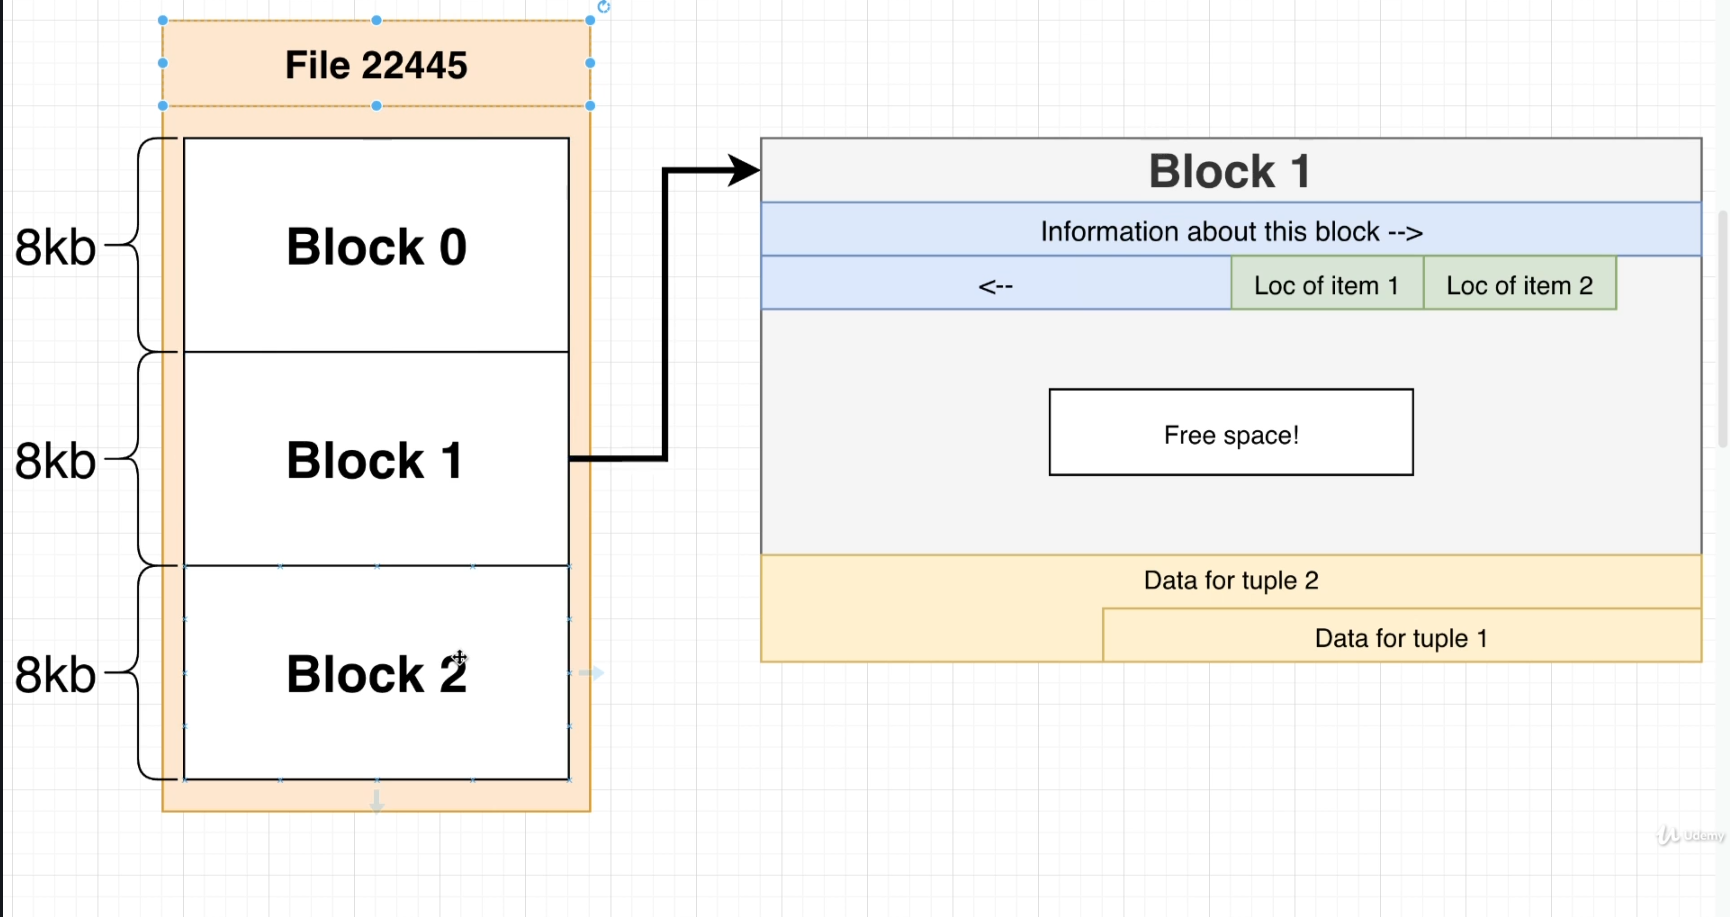 File 22445
8kb
Block 0
8kb
Block 1
8kb
Block 2
Block 1
Information about this block -->
<--
Loc of item 1
Loc of item 2
Free space!
Data for tuple 2
Data for tuple 1
Udemy